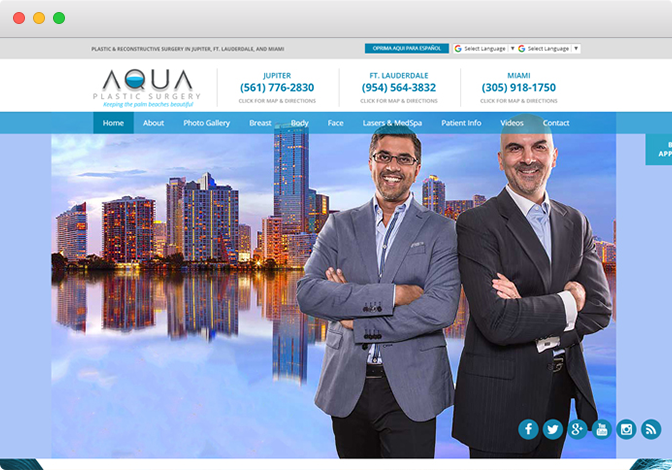 PLASTIC & RECONSTRUCTIVE SURGERY IN JUPITER, FT. LAUDERDALE, AND MIAMI
OPRIMA AQUI PARA ESPAÑOL
G Select Language ▼ G Select Language ▼
AQUA
PLASTIC SURGERY
Keeping the palm beaches beautiful
JUPITER
(561) 776-2830
CLICK FOR MAP & DIRECTIONS
FT. LAUDERDALE
(954) 564-3832
CLICK FOR MAP & DIRECTIONS
MIAMI
(305) 918-1750
CLICK FOR MAP & DIRECTIONS
Home About Photo Gallery Breast Body Face Lasers & MedSpa Patient Info Videos Contact
B
APP